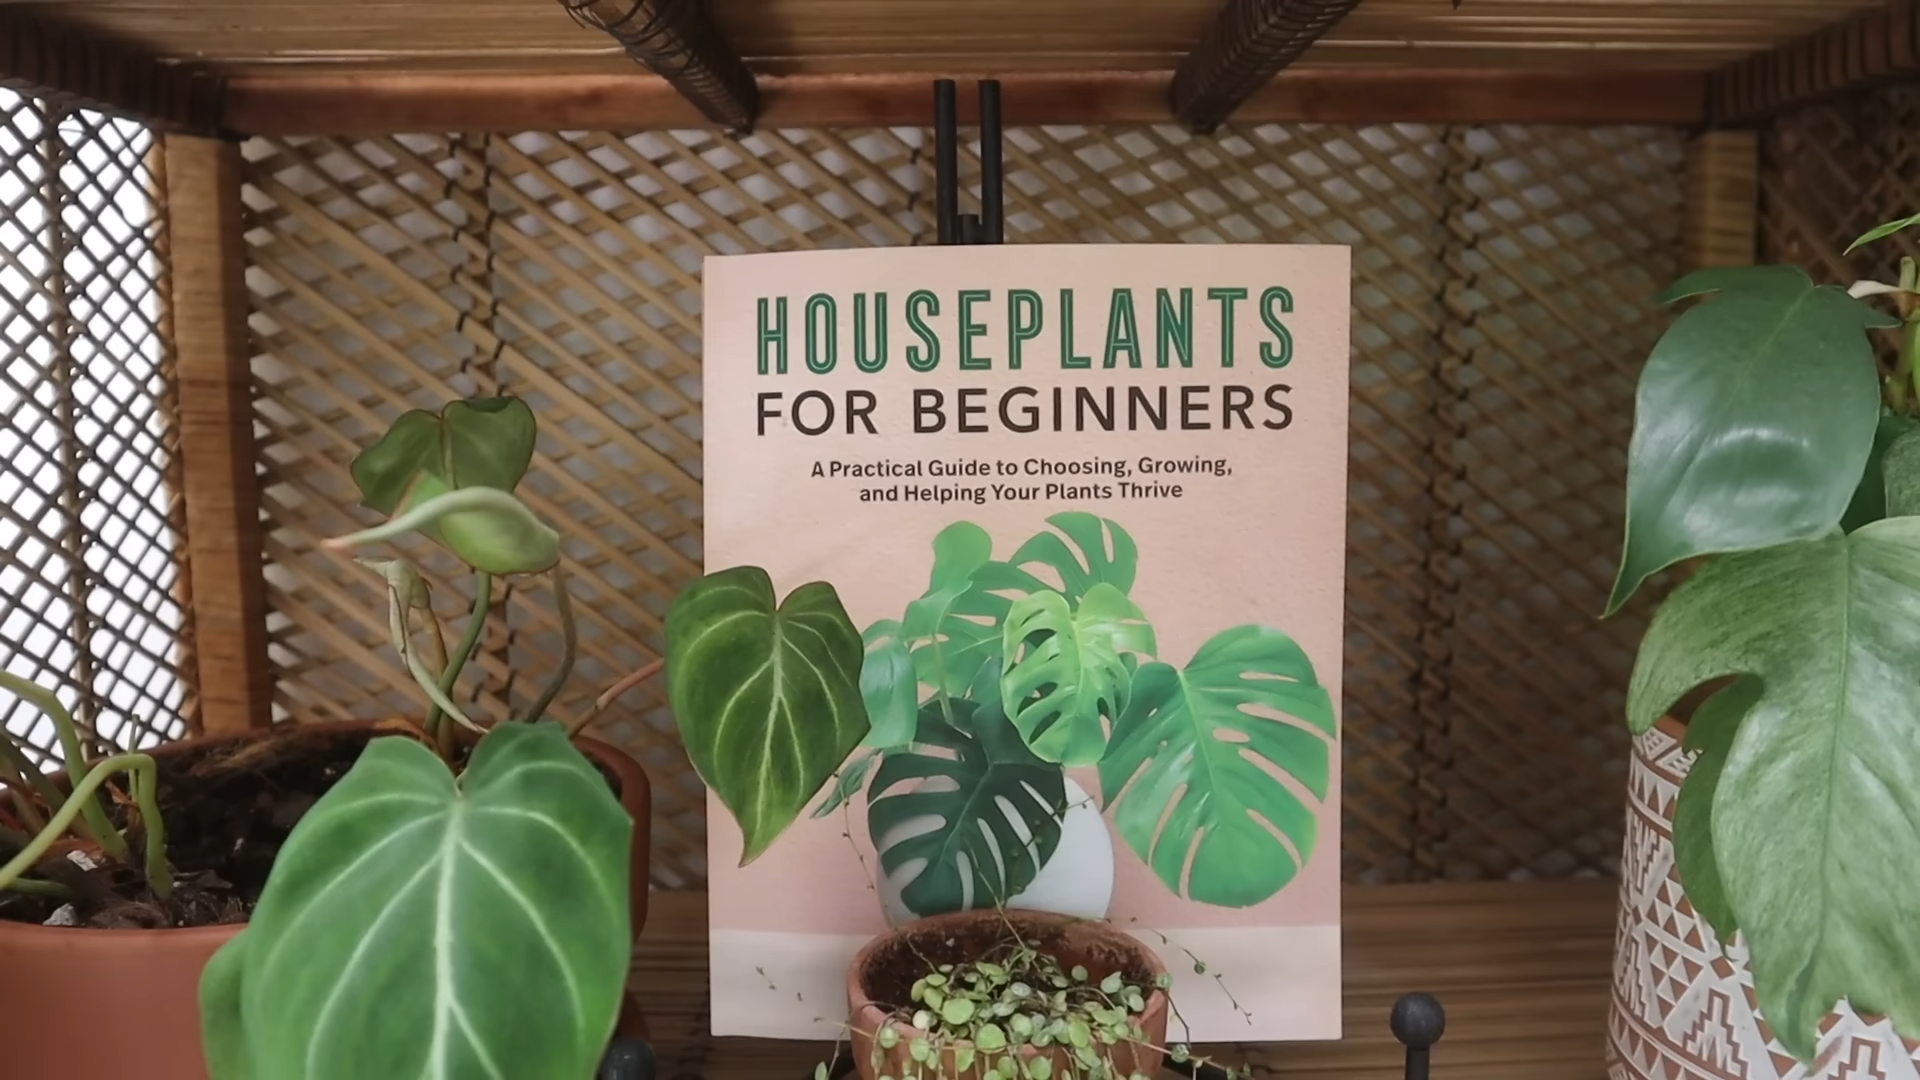 HOUSEPLANTS
FOR BEGINNERS
A Practical Guide to Choosing, Growing,
and Helping Your Plants Thrive